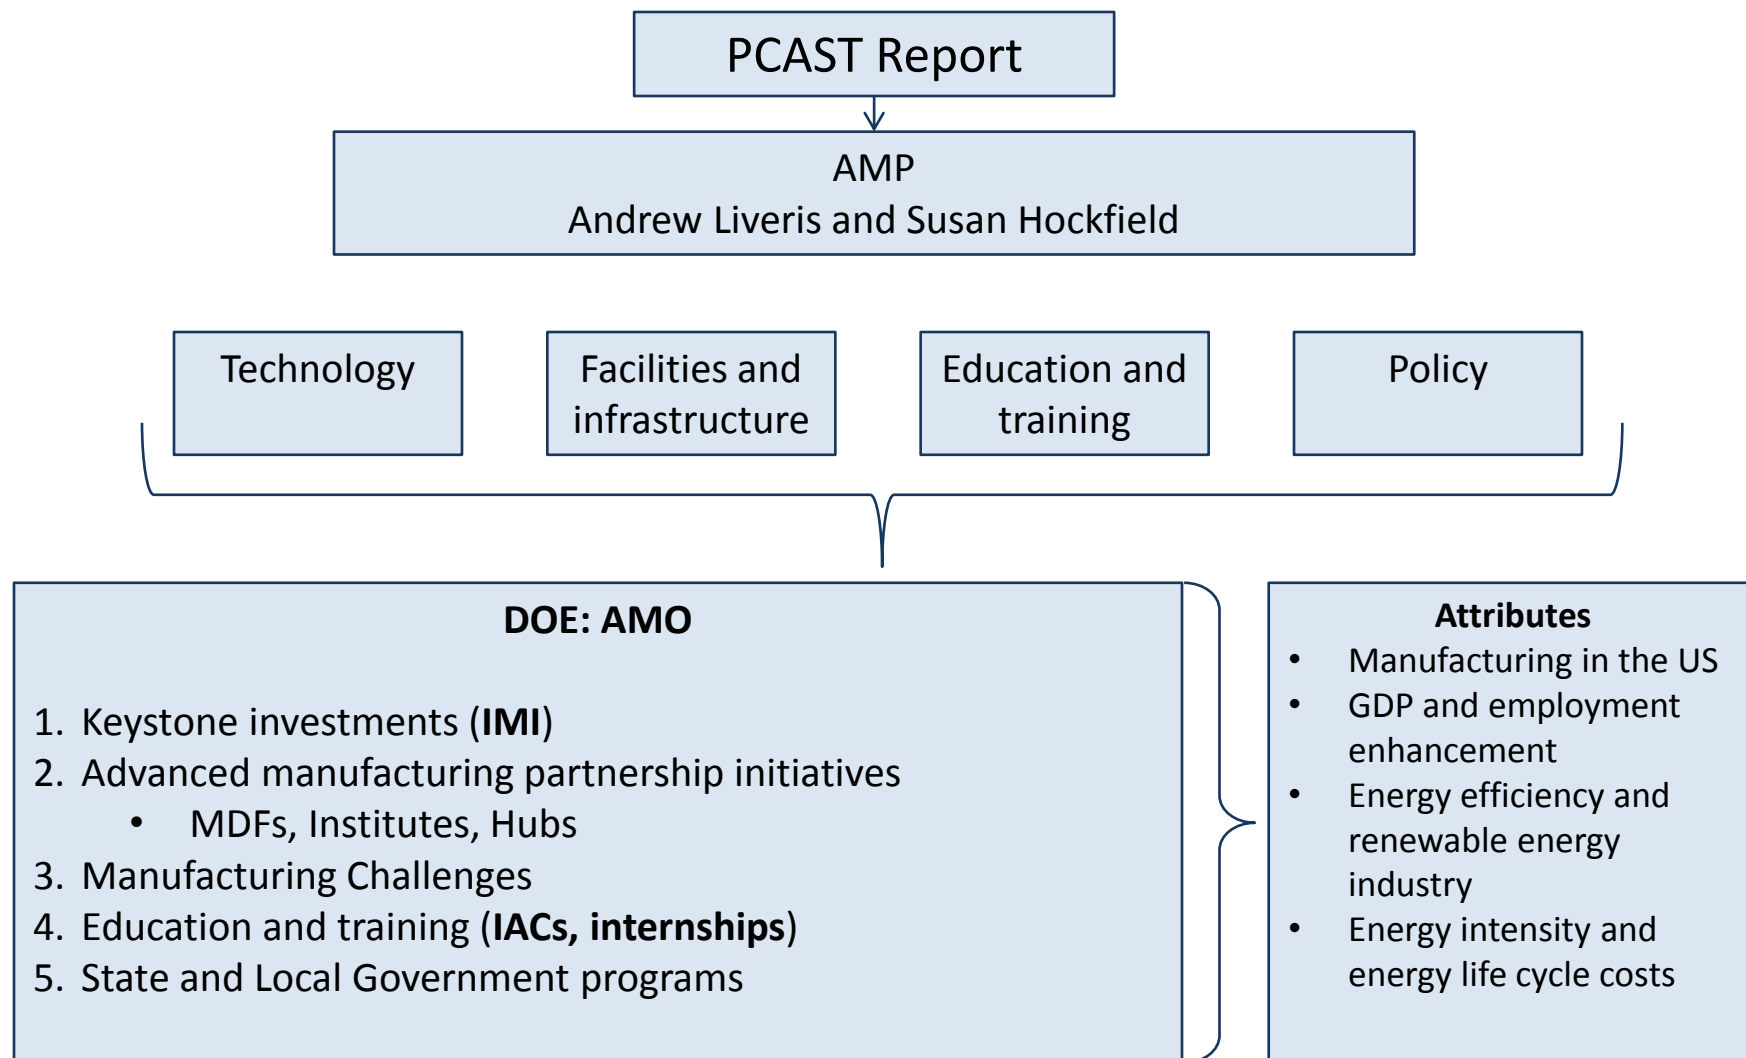 PCAST Report
AMP
Andrew Liveris and Susan Hockfield
Technology
Facilities and
infrastructure
Education and
training
Policy
DOE: AMO
1. Keystone investments (IMI)
2. Advanced manufacturing partnership initiatives
• MDFs, Institutes, Hubs
3. Manufacturing Challenges
4. Education and training (IACs, internships)
5. State and Local Government programs
Attributes
• Manufacturing in the US
• GDP and employment
enhancement
• Energy efficiency and
renewable energy
industry
• Energy intensity and
energy life cycle costs